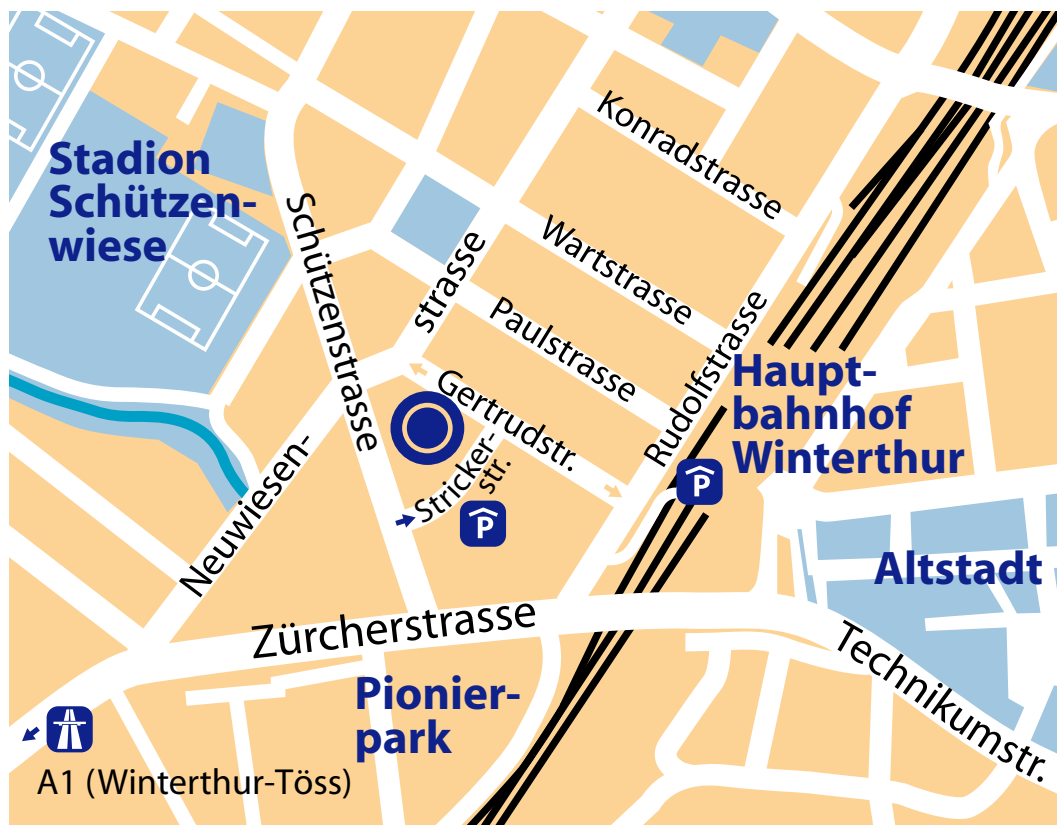 Konradstrasse
Stadion
Schützen-
wiese
Schützenstrasse
Wartstrasse
strasse
Paulstrasse
Rudolfstrasse
Haupt-
bahnhof
Winterthur
Gertrudstr.
Stricker-
str.
P
P
Neuwiesen-
Altstadt
Zürcherstrasse
Technikumstr.
Pionier-
park
A1 (Winterthur-Töss)